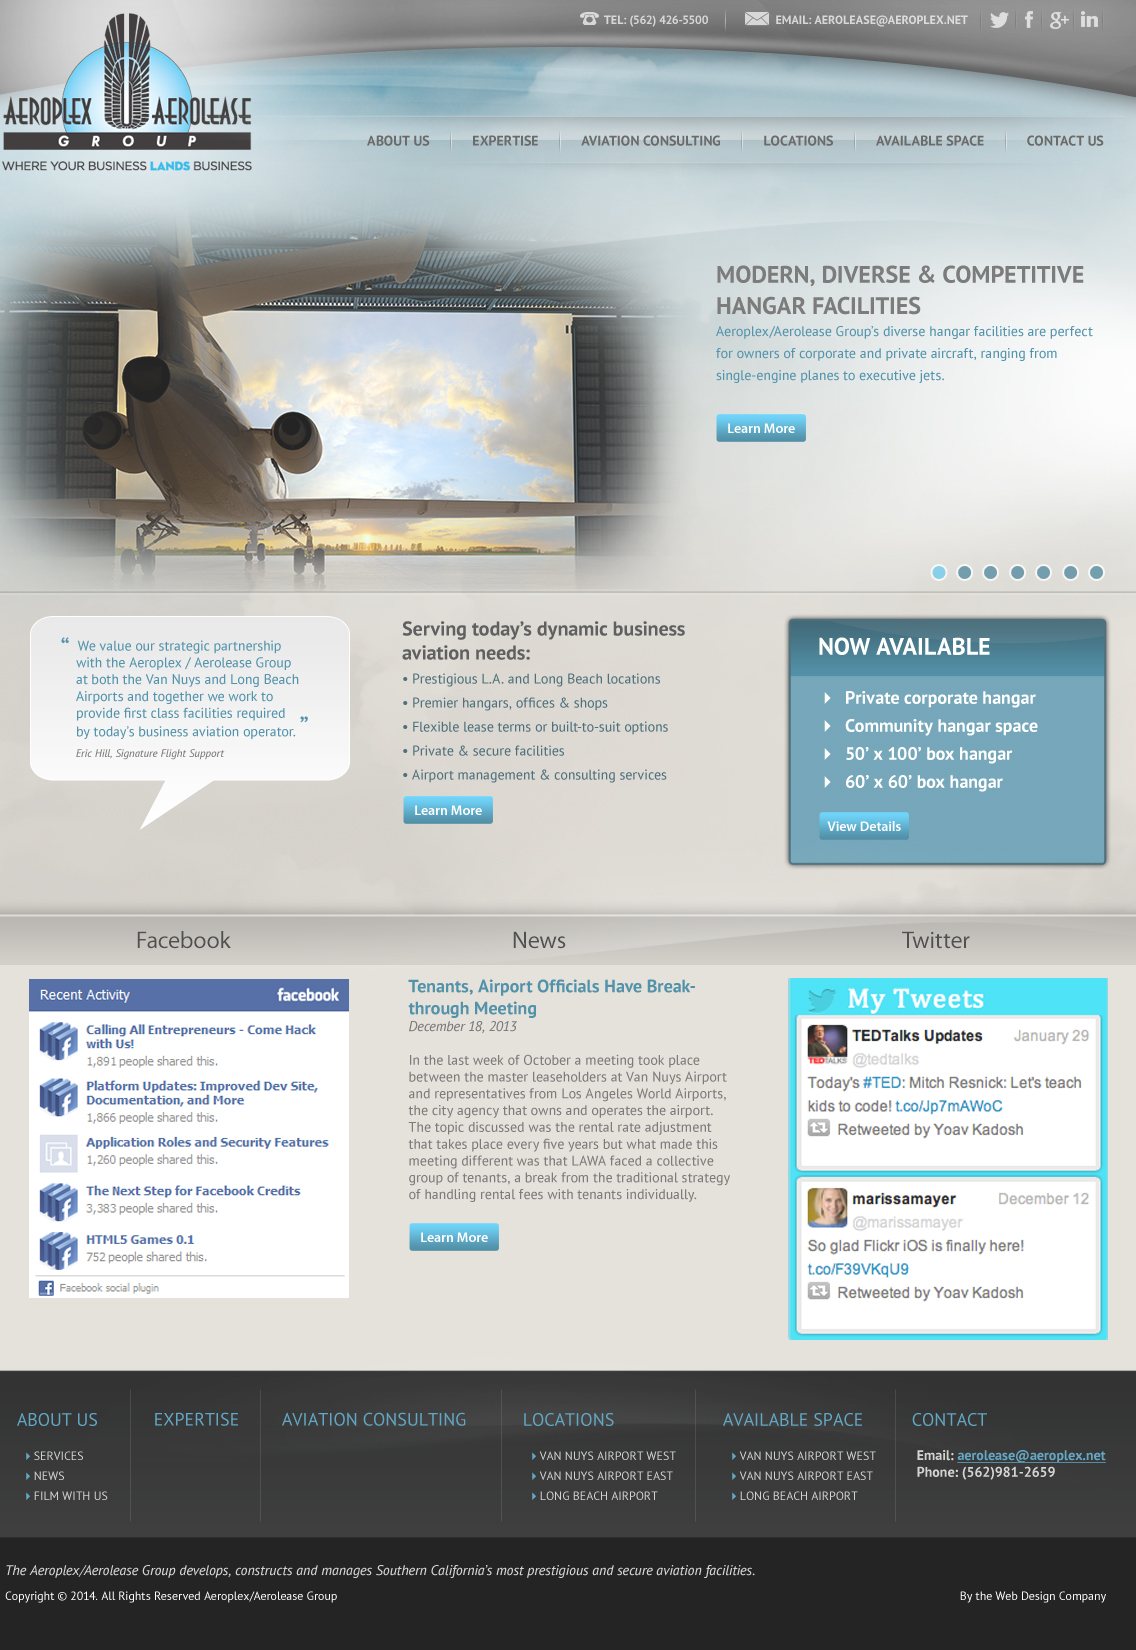 TEL: (562) 426-5500
EMAIL: AEROLEASE@AEROPLEX.NET
AEROPLEX AEROLEASE
GROUP
WHERE YOUR BUSINESS LANDS BUSINESS
ABOUT US
EXPERTISE
AVIATION CONSULTING
LOCATIONS
AVAILABLE SPACE
CONTACT US
MODERN, DIVERSE & COMPETITIVE
HANGAR FACILITIES
Aeroplex/Aerolease Group's diverse hangar facilities are perfect
for owners of corporate and private aircraft, ranging from
single-engine planes to executive jets.
Learn More
“ We value our strategic partnership
with the Aeroplex / Aerolease Group
at both the Van Nuys and Long Beach
Airports and together we work to
provide first class facilities required
by today's business aviation operator. ”
Eric Hill, Signature Flight Support
Serving today's dynamic business
aviation needs:
• Prestigious L.A. and Long Beach locations
• Premier hangars, offices & shops
• Flexible lease terms or built-to-suit options
• Private & secure facilities
• Airport management & consulting services
Learn More
NOW AVAILABLE
Private corporate hangar
Community hangar space
50' x 100' box hangar
60' x 60' box hangar
View Details
Facebook
Recent Activity
facebook
Calling All Entrepreneurs - Come Hack
with Us!
1,891 people shared this.
Platform Updates: Improved Dev Site,
Documentation, and More
1,866 people shared this.
Application Roles and Security Features
1,260 people shared this.
The Next Step for Facebook Credits
3,383 people shared this.
HTML5 Games 0.1
752 people shared this.
Facebook social plugin
News
Tenants, Airport Officials Have Break-
through Meeting
December 18, 2013
In the last week of October a meeting took place
between the master leaseholders at Van Nuys Airport
and representatives from Los Angeles World Airports,
the city agency that owns and operates the airport.
The topic discussed was the rental rate adjustment
that takes place every five years but what made this
meeting different was that LAWA faced a collective
group of tenants, a break from the traditional strategy
of handling rental fees with tenants individually.
Learn More
Twitter
My Tweets
TED TALKS
TEDTalks Updates January 29
@tedtalks
Today's #TED: Mitch Resnick: Let's teach
kids to code! t.co/Jp7mAWoC
Retweeted by Yoav Kadosh
marissamayer December 12
@marissamayer
So glad Flickr iOS is finally here!
t.co/F39VKqU9
Retweeted by Yoav Kadosh
ABOUT US
SERVICES
NEWS
FILM WITH US
EXPERTISE
AVIATION CONSULTING
LOCATIONS
VAN NUYS AIRPORT WEST
VAN NUYS AIRPORT EAST
LONG BEACH AIRPORT
AVAILABLE SPACE
VAN NUYS AIRPORT WEST
VAN NUYS AIRPORT EAST
LONG BEACH AIRPORT
CONTACT
Email: aerolease@aeroplex.net
Phone: (562)981-2659
The Aeroplex/Aerolease Group develops, constructs and manages Southern California's most prestigious and secure aviation facilities.
Copyright © 2014. All Rights Reserved Aeroplex/Aerolease Group
By the Web Design Company